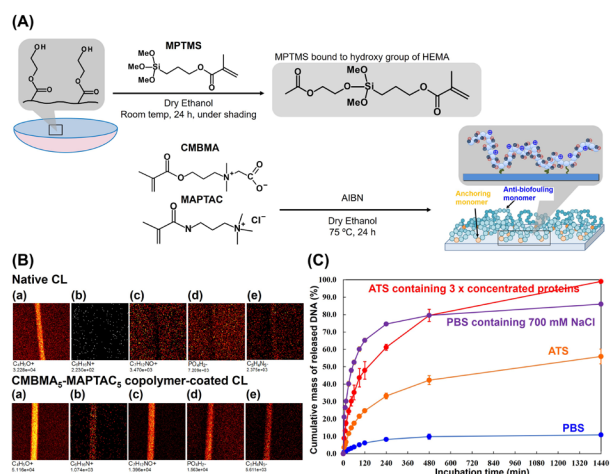 (A)
OH
OH
O
O
O
O
MPTMS
OMe
MeO Si
MeO
O
O
Dry Ethanol
Room temp, 24 h, under shading
MPTMS bound to hydroxy group of HEMA
O
O
O
OMe
Si
OMe
O
O
CMBMA
O
O
N+
O
O−
MAPTAC
O
N
H
N+
Cl−
AIBN
Dry Ethanol
75 ºC, 24 h
Anchoring
monomer
Anti-biofouling
monomer
(B)
Native CL
(a) (b) (c) (d) (e)
CMBMA5-MAPTAC5 copolymer-coated CL
(a) (b) (c) (d) (e)
(C)
Cumulative mass of released DNA (%)
100.0
90.0
80.0
70.0
60.0
50.0
40.0
30.0
20.0
10.0
0.0
ATS containing 3 x concentrated proteins
PBS containing 700 mM NaCl
ATS
PBS
0 120 240 360 480 600 720 840 960 1080 1200 1320 1440
Incubation time (min)